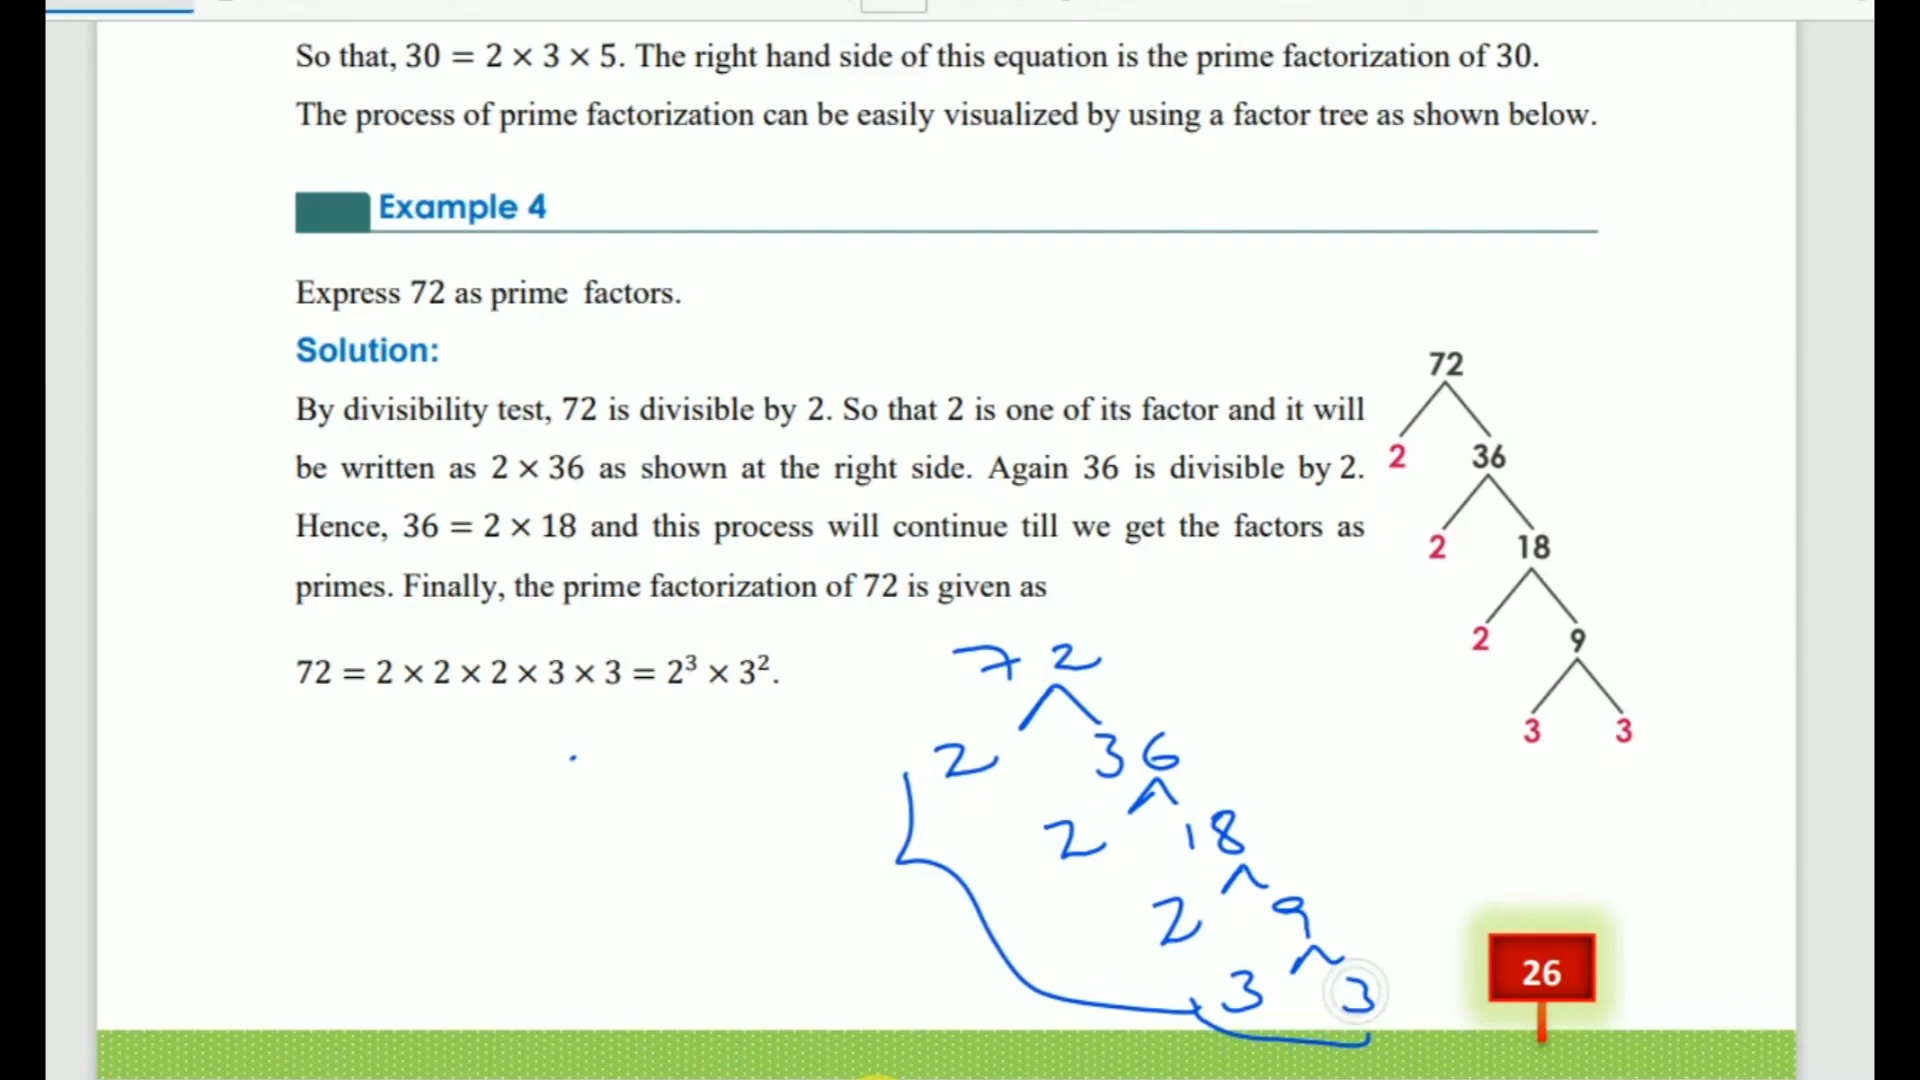 So that, 30 = 2 × 3 × 5. The right hand side of this equation is the prime factorization of 30.
The process of prime factorization can be easily visualized by using a factor tree as shown below.
Example 4
Express 72 as prime factors.
Solution:
By divisibility test, 72 is divisible by 2. So that 2 is one of its factor and it will
be written as 2 × 36 as shown at the right side. Again 36 is divisible by 2.
Hence, 36 = 2 × 18 and this process will continue till we get the factors as
primes. Finally, the prime factorization of 72 is given as
72 = 2 × 2 × 2 × 3 × 3 = 2³ × 3².
72
2 36
2 18
2 9
3 3
72
2 36
2 18
2 9
3 3
26